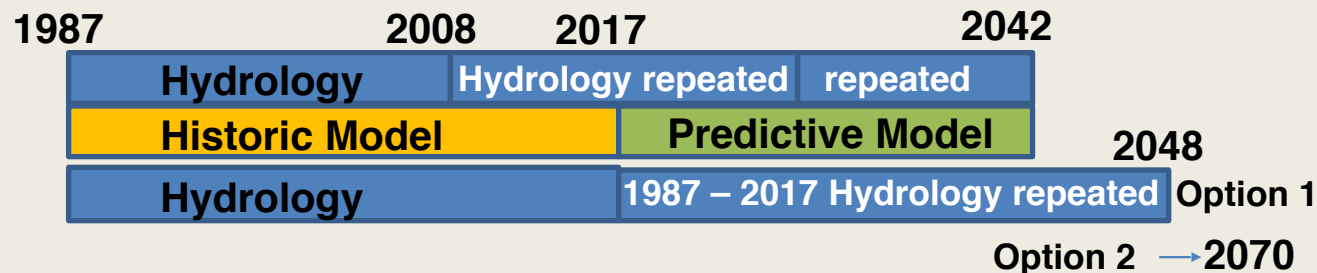 1987 2008 2017 2042
Hydrology Hydrology repeated repeated
Historic Model Predictive Model
2048
Hydrology 1987 – 2017 Hydrology repeated Option 1
Option 2 → 2070